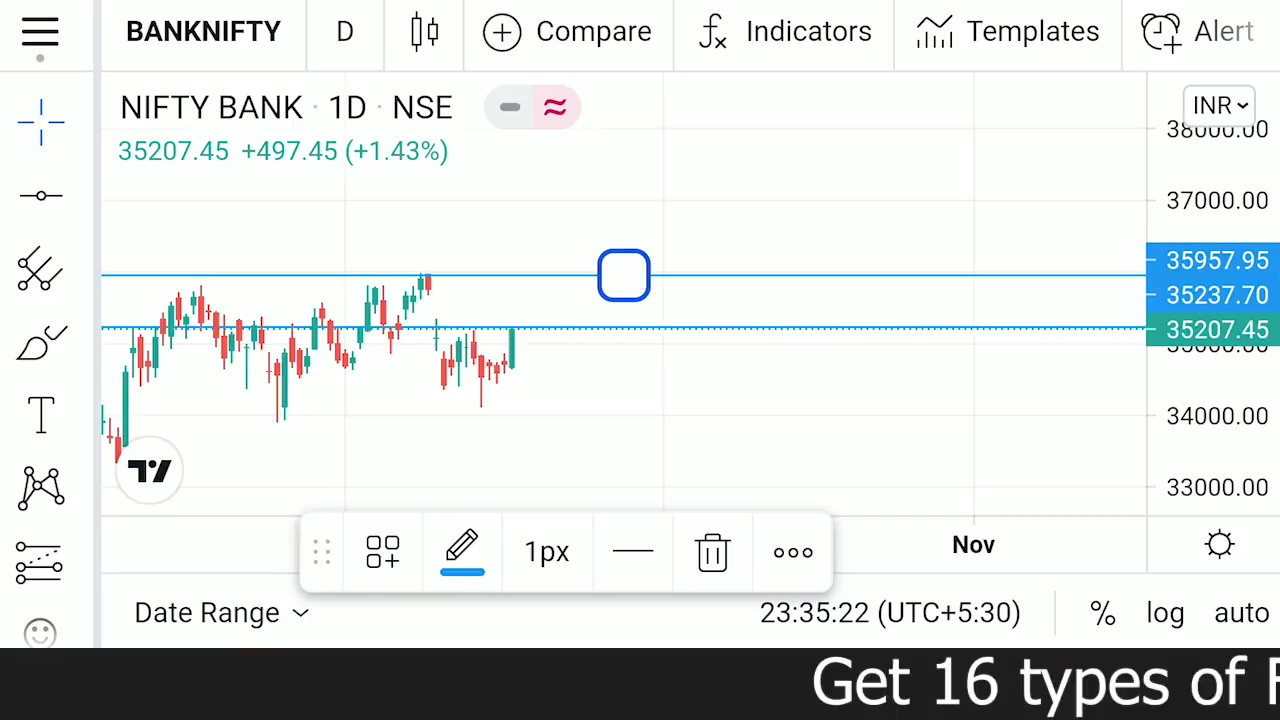 BANKNIFTY D Compare Indicators Templates Alert
NIFTY BANK · 1D · NSE
INR
35207.45 +497.45 (+1.43%)
38000.00
37000.00
35957.95
35237.70
35207.45
35000.00
34000.00
33000.00
T
1px
Nov
Date Range
23:35:22 (UTC+5:30) % log auto
Get 16 types of